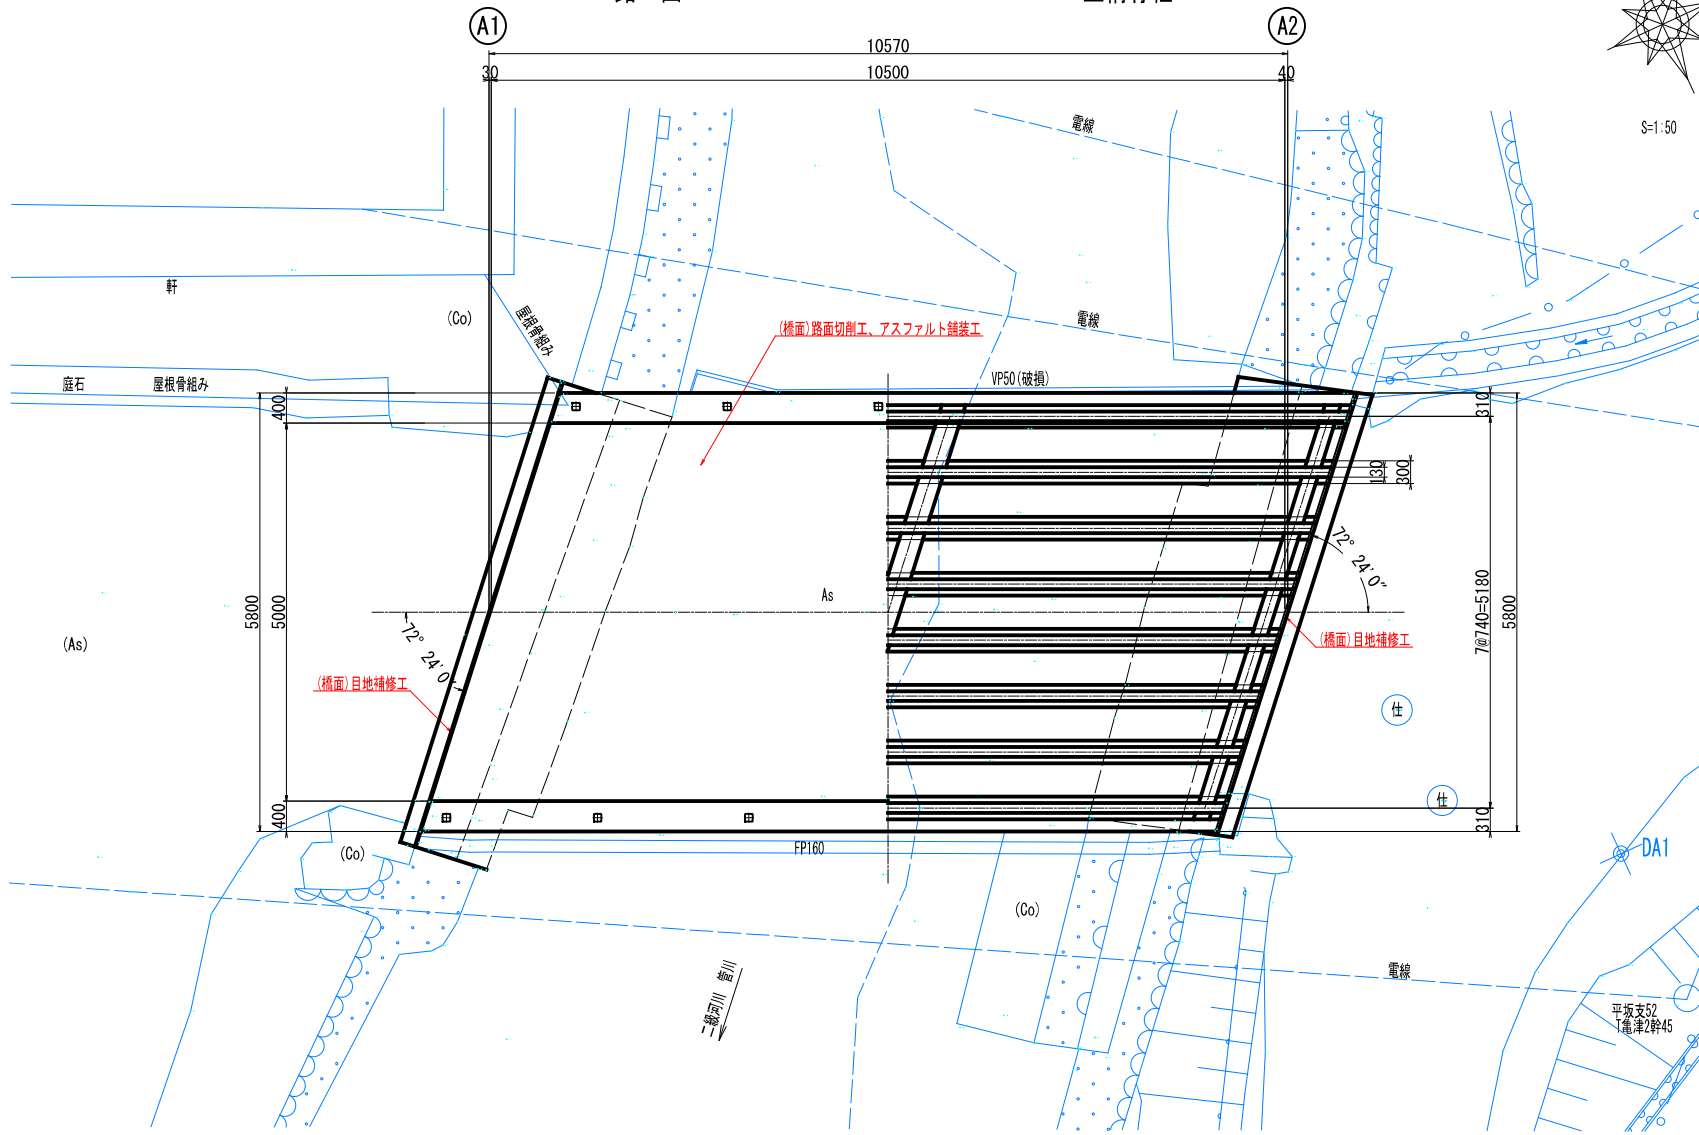 A1
A2
10570
30
10500
40
S=1:50
電線
電線
軒
(Co)
屋根骨組み
(橋面)路面切削工、アスファルト舗装工
VP50(破損)
庭石
屋根骨組み
400
310
130
300
72° 24' 0"
As
5800
5000
7@740=5180
5800
(As)
72° 24' 0"
(橋面)目地補修工
(橋面)目地補修工
仕
仕
400
310
(Co)
FP160
DA1
(Co)
電線
二級河川 菅川
平坂支52
T亀津2幹45